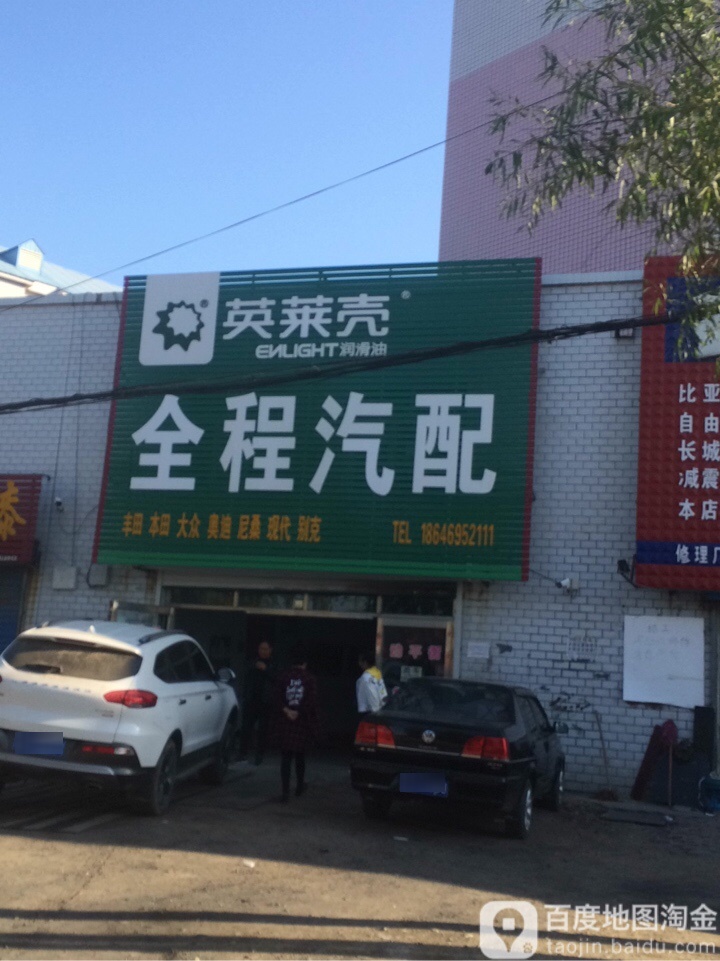 英莱壳®
®
ENLIGHT润滑油
全程汽配
丰田 本田 大众 奥迪 尼桑 现代 别克
TEL 18646952111
泰
比亚
自由
长城
减震
本店
修理厂
百度地图淘金
taojin.baidu.com